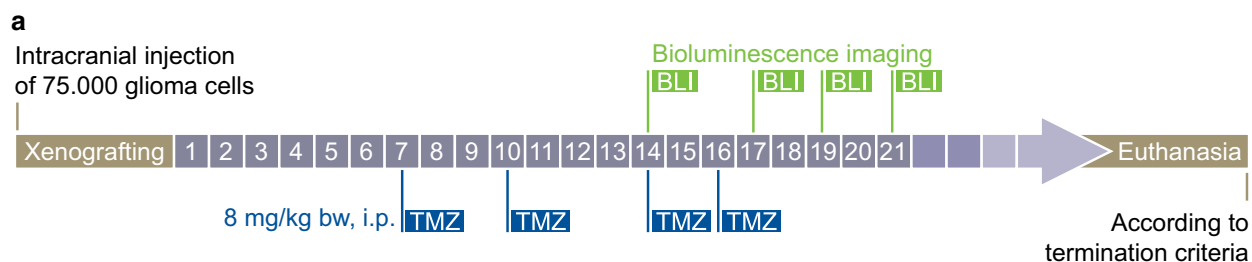 a
Intracranial injection
of 75.000 glioma cells
Bioluminescence imaging
BLI BLI BLI BLI
Xenografting 1 2 3 4 5 6 7 8 9 10 11 12 13 14 15 16 17 18 19 20 21 Euthanasia
8 mg/kg bw, i.p. TMZ TMZ TMZ TMZ
According to
termination criteria